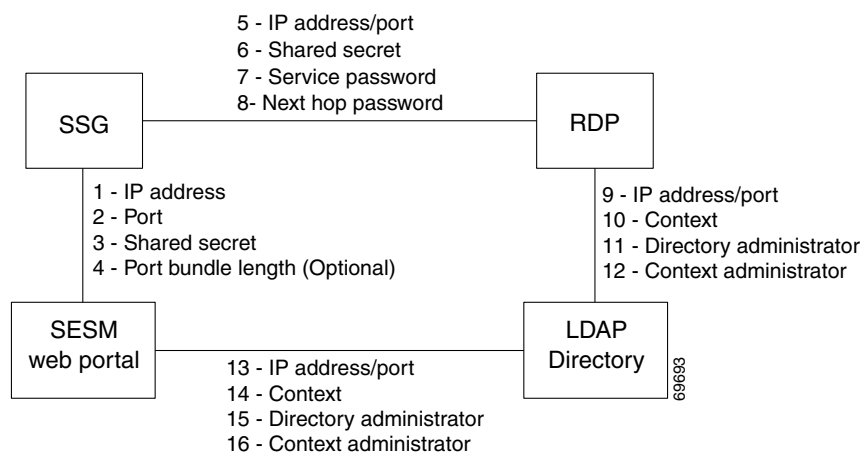 5 - IP address/port
6 - Shared secret
7 - Service password
8- Next hop password
SSG
RDP
1 - IP address
2 - Port
3 - Shared secret
4 - Port bundle length (Optional)
9 - IP address/port
10 - Context
11 - Directory administrator
12 - Context administrator
SESM
web portal
LDAP
Directory
69693
13 - IP address/port
14 - Context
15 - Directory administrator
16 - Context administrator